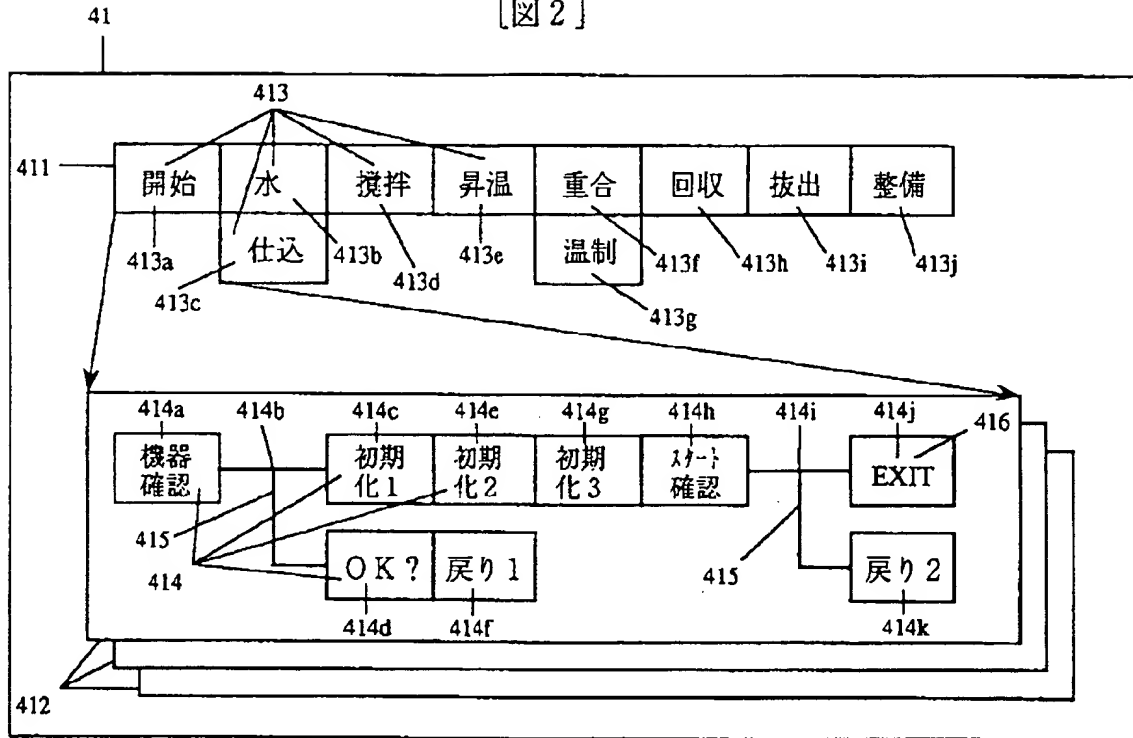 [図2]
41
413
411
開始 水 攪拌 昇温 重合 回収 抜出 整備
413a 仕込 413b 413d 413e 温制 413f 413h 413i 413j
413c
413g
414a 414b 414c 414e 414g 414h 414i 414j 416
機器確認 初期化1 初期化2 初期化3 スタート確認 EXIT
415
414
OK? 戻り1 415 戻り2
414d 414f 414k
412